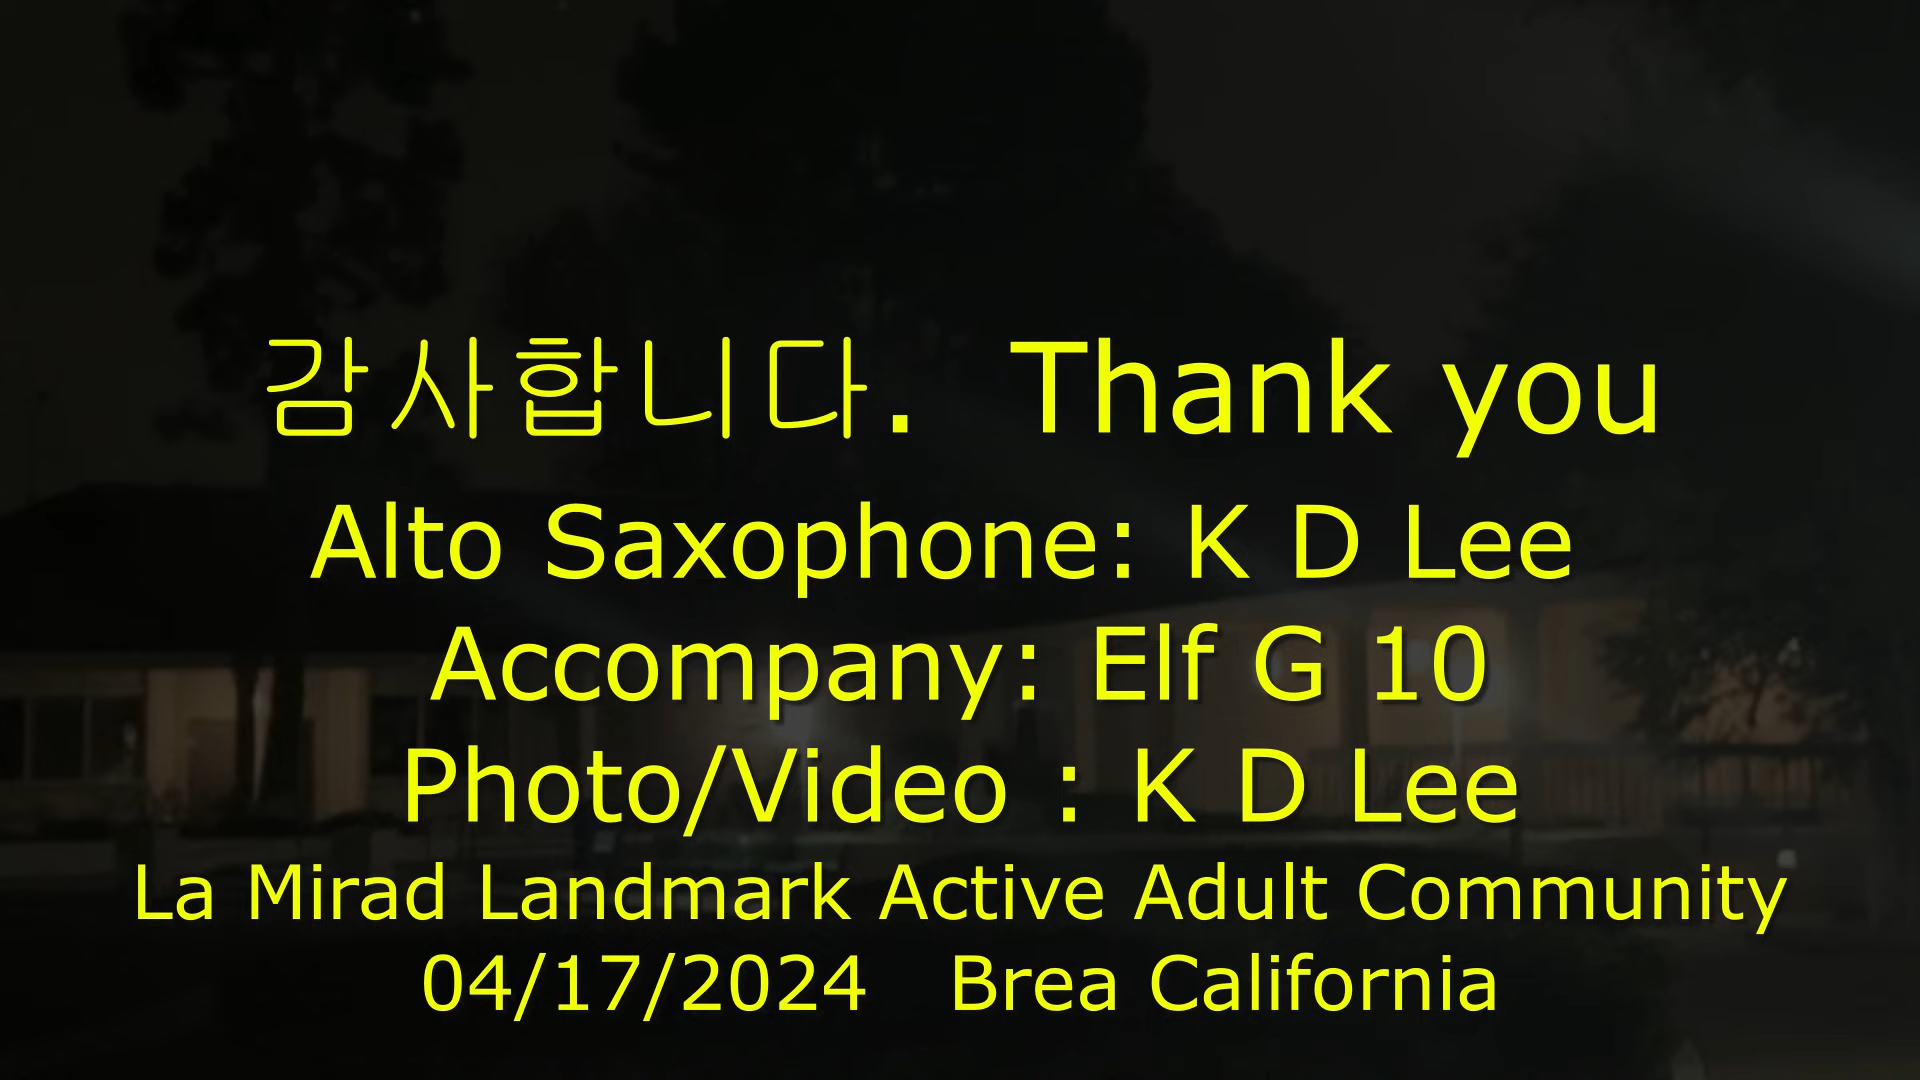 감사합니다. Thank you
Alto Saxophone: K D Lee
Accompany: Elf G 10
Photo/Video : K D Lee
La Mirad Landmark Active Adult Community
04/17/2024 Brea California